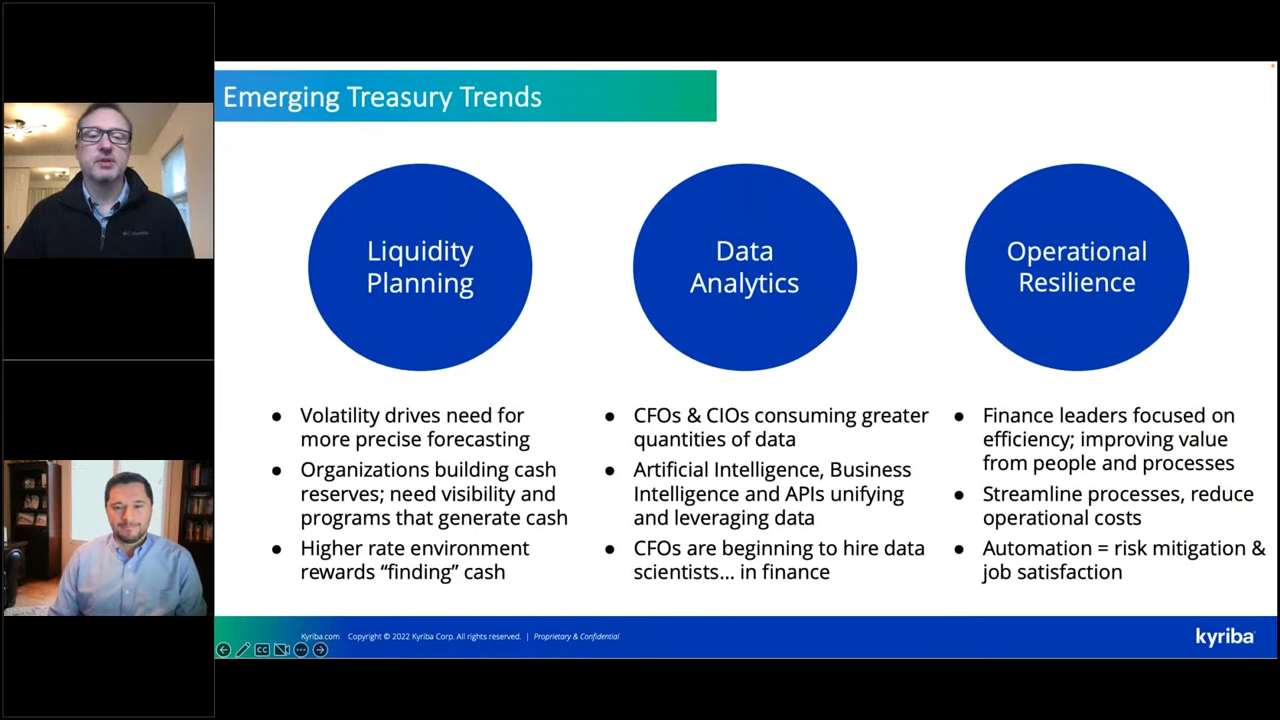 Emerging Treasury Trends
Liquidity
Planning
Data
Analytics
Operational
Resilience
● Volatility drives need for
more precise forecasting
● Organizations building cash
reserves; need visibility and
programs that generate cash
● Higher rate environment
rewards “finding” cash
● CFOs & CIOs consuming greater
quantities of data
● Artificial Intelligence, Business
Intelligence and APIs unifying
and leveraging data
● CFOs are beginning to hire data
scientists... in finance
● Finance leaders focused on
efficiency; improving value
from people and processes
● Streamline processes, reduce
operational costs
● Automation = risk mitigation &
job satisfaction
Kyriba.com Copyright © 2022 Kyriba Corp. All rights reserved. | Proprietary & Confidential
kyriba
CC
Columbia